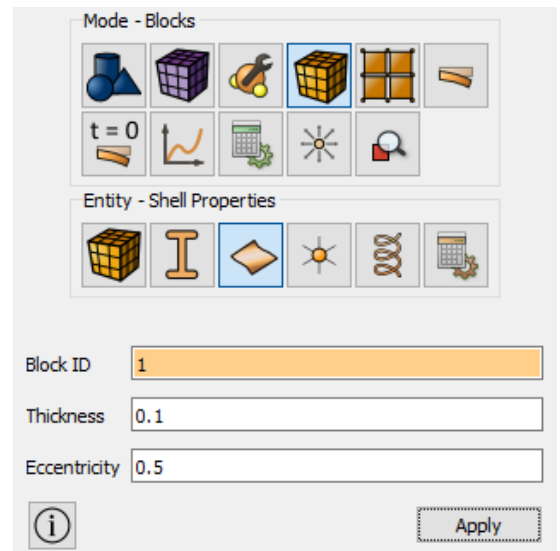 Mode - Blocks
t = 0
Entity - Shell Properties
Block ID 1
Thickness 0.1
Eccentricity 0.5
i Apply